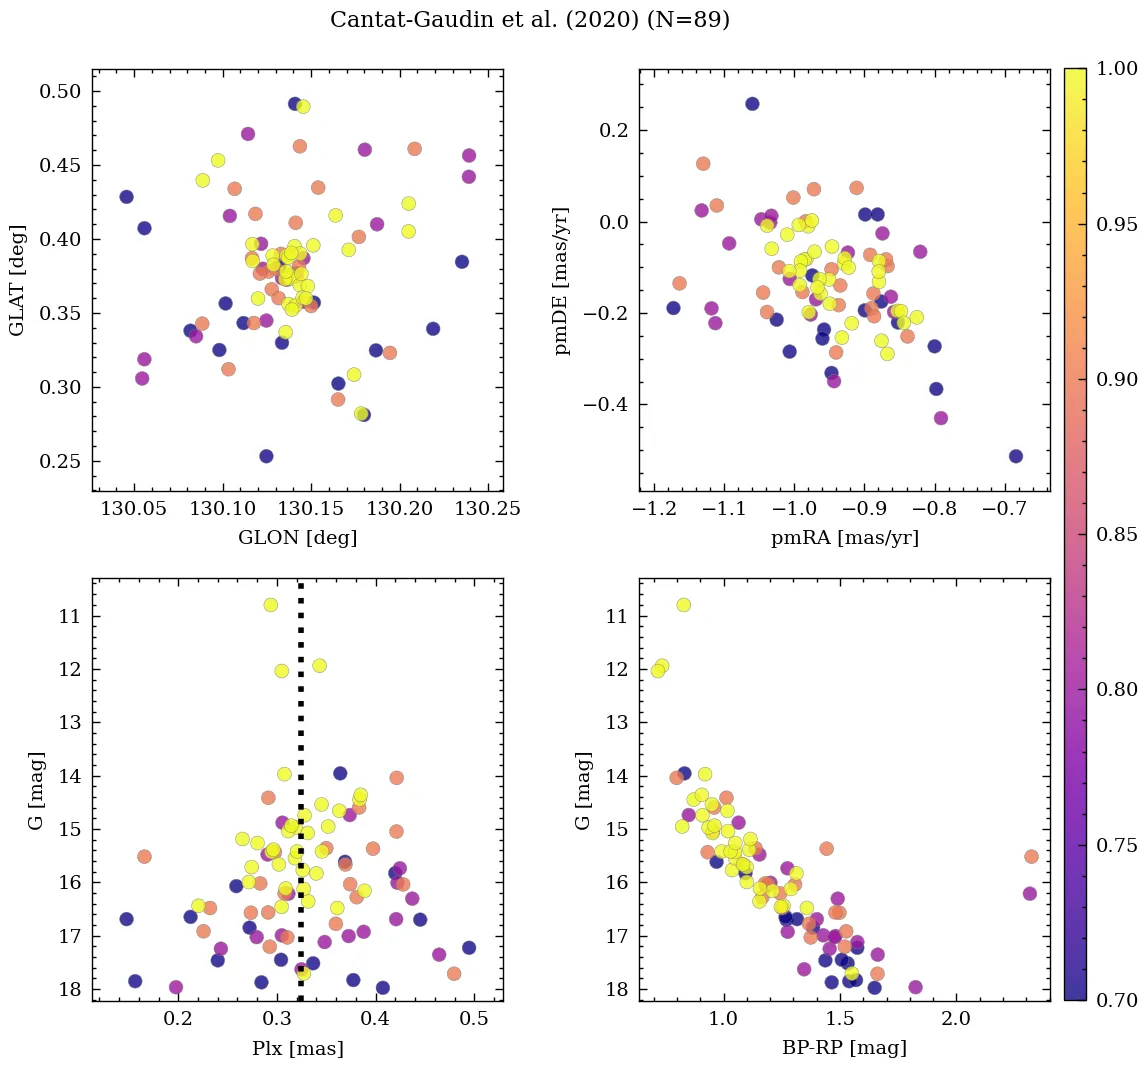 Cantat-Gaudin et al. (2020) (N=89)
0.50
0.45
0.40
0.35
0.30
0.25
GLAT [deg]
130.05 130.10 130.15 130.20 130.25
GLON [deg]
0.2
0.0
−0.2
−0.4
pmDE [mas/yr]
−1.2 −1.1 −1.0 −0.9 −0.8 −0.7
pmRA [mas/yr]
11
12
13
14
15
16
17
18
G [mag]
0.2 0.3 0.4 0.5
Plx [mas]
11
12
13
14
15
16
17
18
G [mag]
1.0 1.5 2.0
BP-RP [mag]
1.00
0.95
0.90
0.85
0.80
0.75
0.70